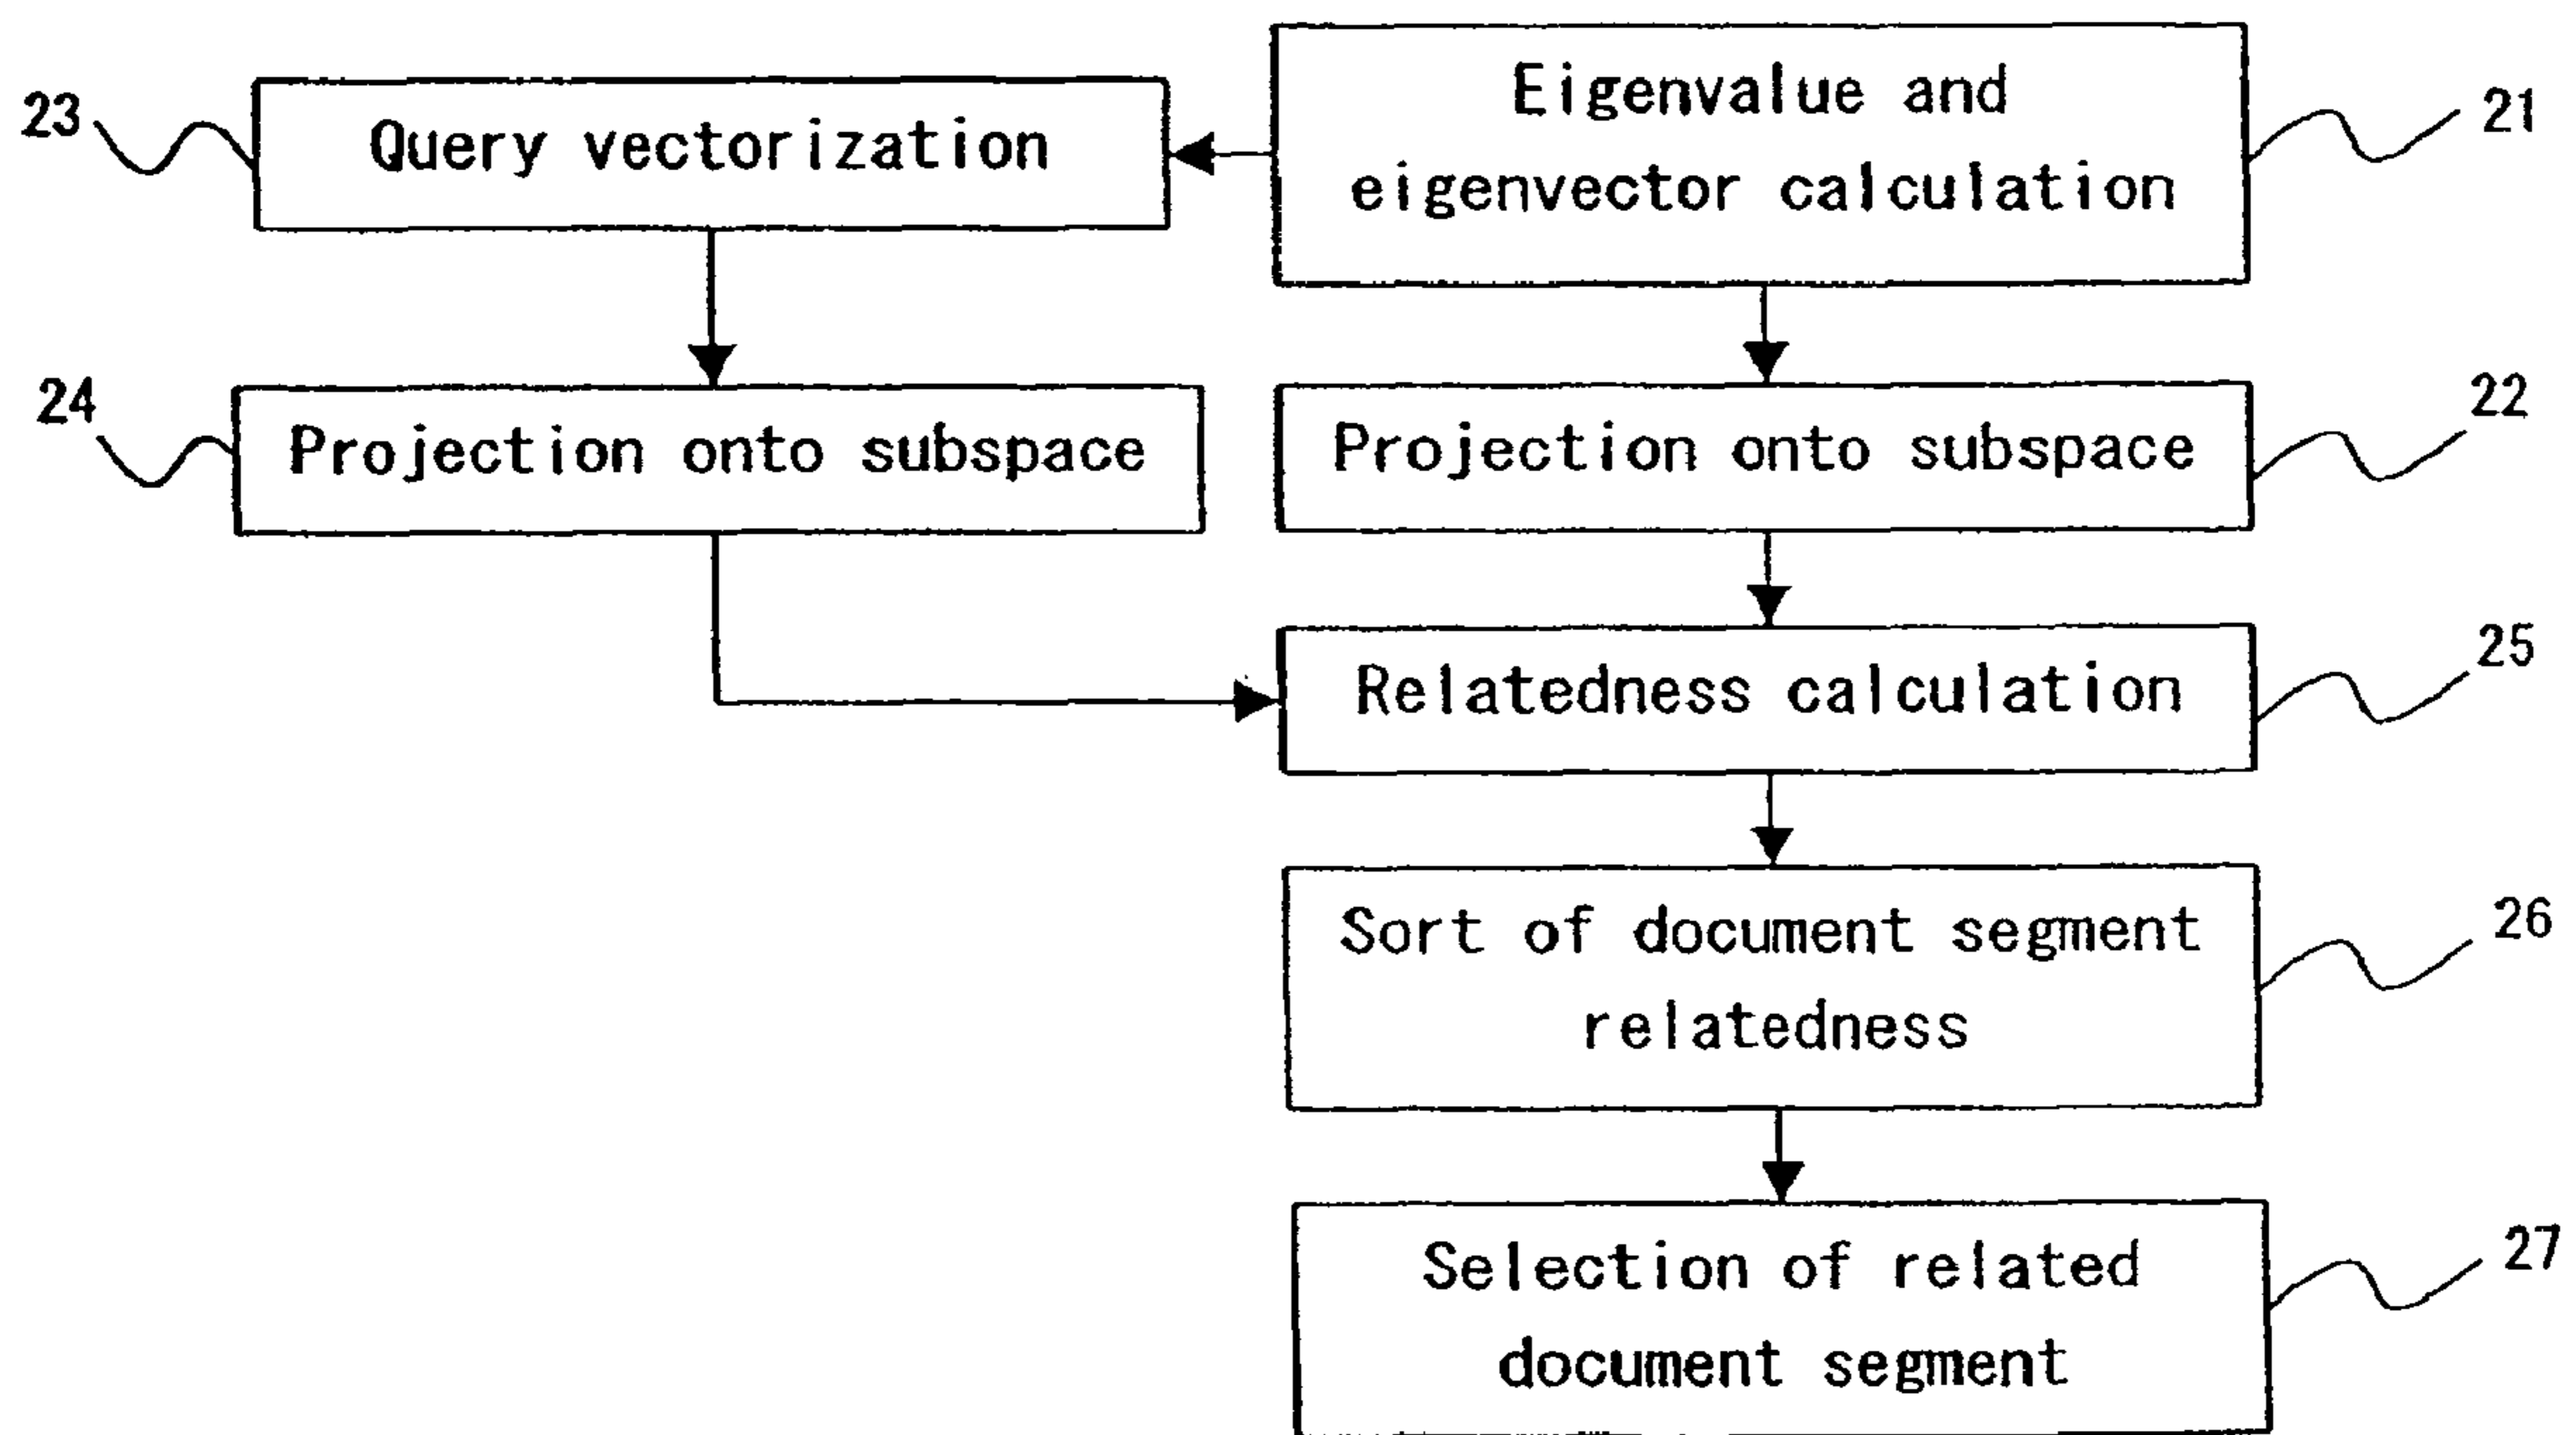 Eigenvalue and
eigenvector calculation
21
23
Query vectorization
24
Projection onto subspace
Projection onto subspace
22
Relatedness calculation
25
Sort of document segment
relatedness
26
Selection of related
document segment
27